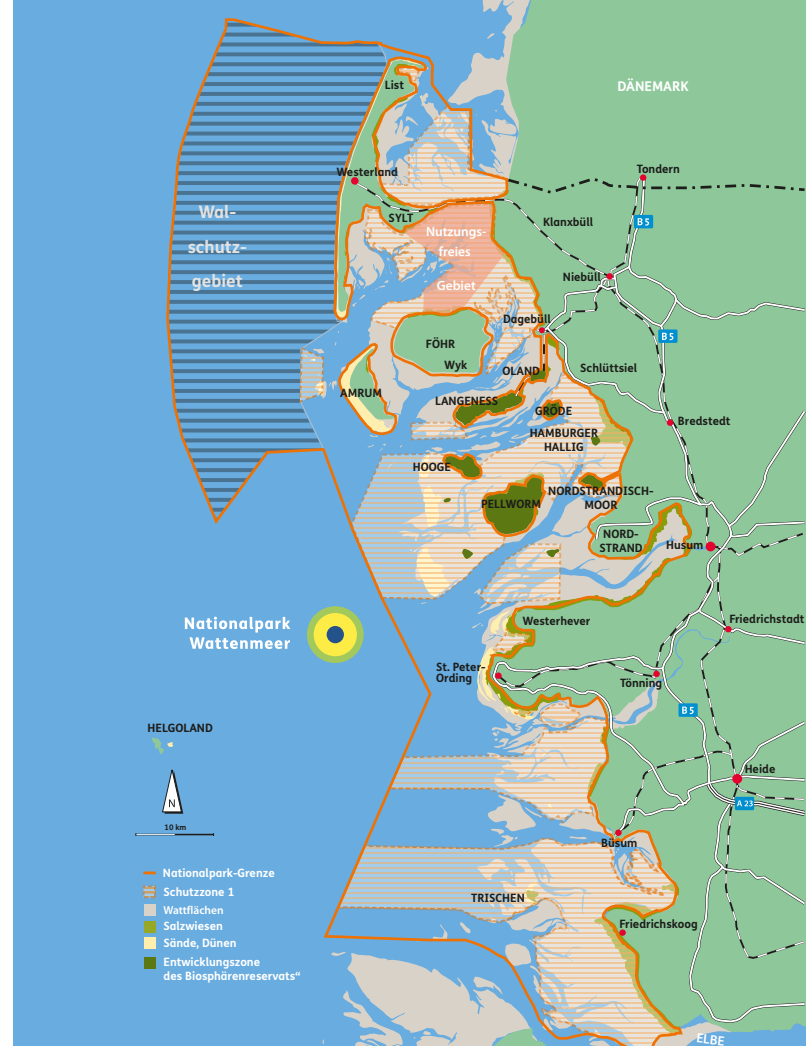 DÄNEMARK
List
Westerland
Tondern
SYLT
Klanxbüll
B 5
Wal-
schutz-
gebiet
Nutzungs-
freies
Gebiet
Niebüll
Dagebüll
B 5
FÖHR
Wyk
OLAND
Schlüttsiel
AMRUM
LANGENESS
GRÖDE
Bredstedt
HAMBURGER
HALLIG
HOOGE
PELLWORM
NORDSTRANDISCH-
MOOR
NORD-
STRAND
Husum
Nationalpark
Wattenmeer
Westerhever
Friedrichstadt
St. Peter-
Ording
Tönning
B 5
HELGOLAND
Heide
N
A 23
10 km
Büsum
Nationalpark-Grenze
Schutzzone 1
Wattflächen
Salzwiesen
Sände, Dünen
Entwicklungszone
des Biosphärenreservats“
TRISCHEN
Friedrichskoog
ELBE